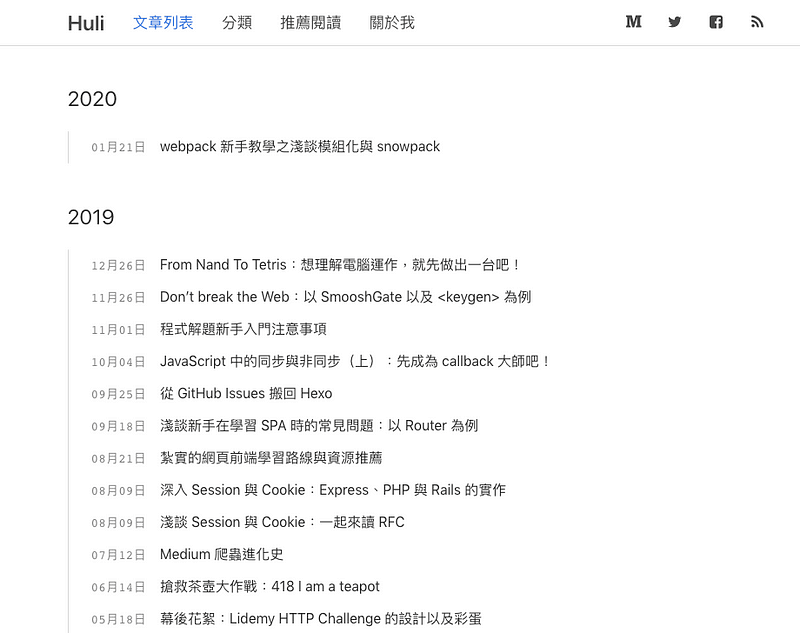 Huli 文章列表 分類 推薦閱讀 關於我
2020
01月21日 webpack 新手教學之淺談模組化與 snowpack
2019
12月26日 From Nand To Tetris：想理解電腦運作，就先做出一台吧！
11月26日 Don’t break the Web：以 SmooshGate 以及 <keygen> 為例
11月01日 程式解題新手入門注意事項
10月04日 JavaScript 中的同步與非同步（上）：先成為 callback 大師吧！
09月25日 從 GitHub Issues 搬回 Hexo
09月18日 淺談新手在學習 SPA 時的常見問題：以 Router 為例
08月21日 紮實的網頁前端學習路線與資源推薦
08月09日 深入 Session 與 Cookie：Express、PHP 與 Rails 的實作
08月09日 淺談 Session 與 Cookie：一起來讀 RFC
07月12日 Medium 爬蟲進化史
06月14日 搶救茶壺大作戰：418 I am a teapot
05月18日 幕後花絮：Lidemy HTTP Challenge 的設計以及彩蛋